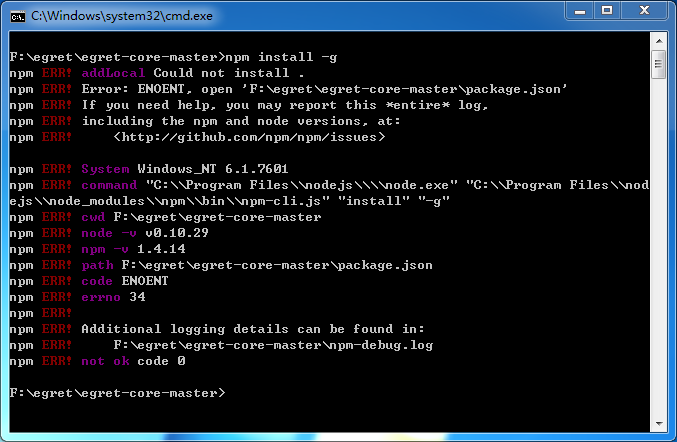 C:\Windows\system32\cmd.exe
F:\egret\egret-core-master>npm install -g
npm ERR! addLocal Could not install .
npm ERR! Error: ENOENT, open 'F:\egret\egret-core-master\package.json'
npm ERR! If you need help, you may report this *entire* log,
npm ERR! including the npm and node versions, at:
npm ERR!     <http://github.com/npm/npm/issues>
npm ERR! System Windows_NT 6.1.7601
npm ERR! command "C:\\Program Files\\nodejs\\\\node.exe" "C:\\Program Files\\nod
ejs\\node_modules\\npm\\bin\\npm-cli.js" "install" "-g"
npm ERR! cwd F:\egret\egret-core-master
npm ERR! node -v v0.10.29
npm ERR! npm -v 1.4.14
npm ERR! path F:\egret\egret-core-master\package.json
npm ERR! code ENOENT
npm ERR! errno 34
npm ERR!
npm ERR! Additional logging details can be found in:
npm ERR!     F:\egret\egret-core-master\npm-debug.log
npm ERR! not ok code 0
F:\egret\egret-core-master>